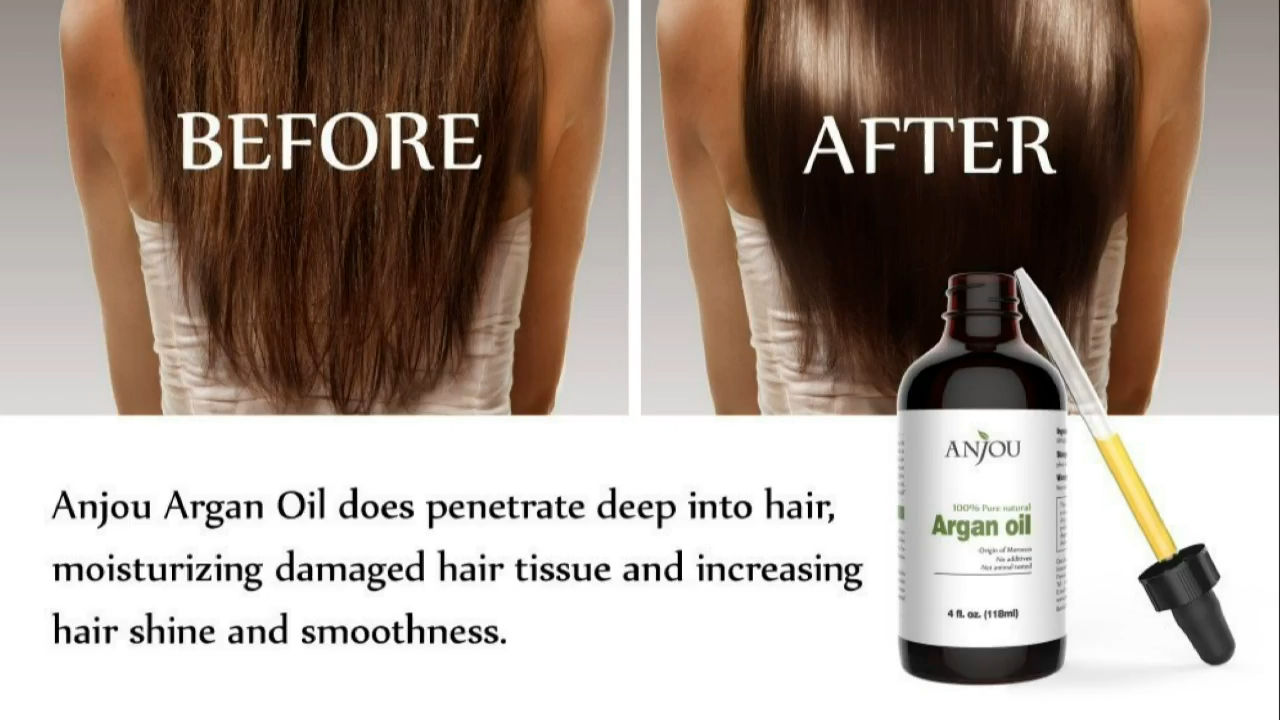 BEFORE
AFTER
Anjou Argan Oil does penetrate deep into hair,
moisturizing damaged hair tissue and increasing
hair shine and smoothness.
ANJOU
100% Pure natural
Argan oil
·Origin of Morocco
·No additives
·Not animal tested
4 fl. oz. (118ml)